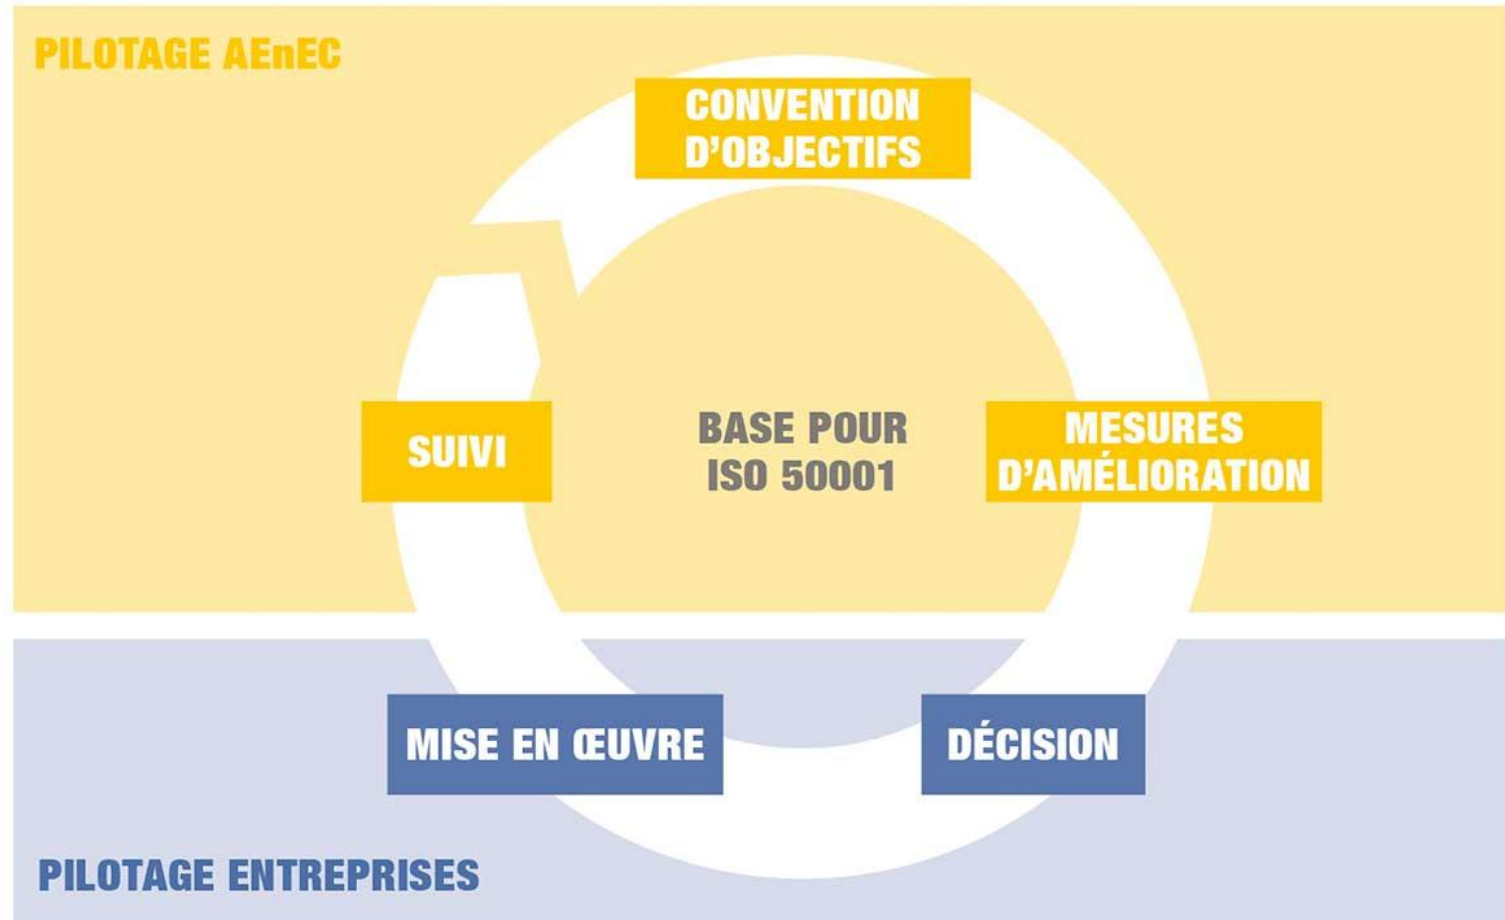 PILOTAGE AEnEC
CONVENTION
D'OBJECTIFS
SUIVI
BASE POUR
ISO 50001
MESURES
D'AMÉLIORATION
MISE EN ŒUVRE
DÉCISION
PILOTAGE ENTREPRISES